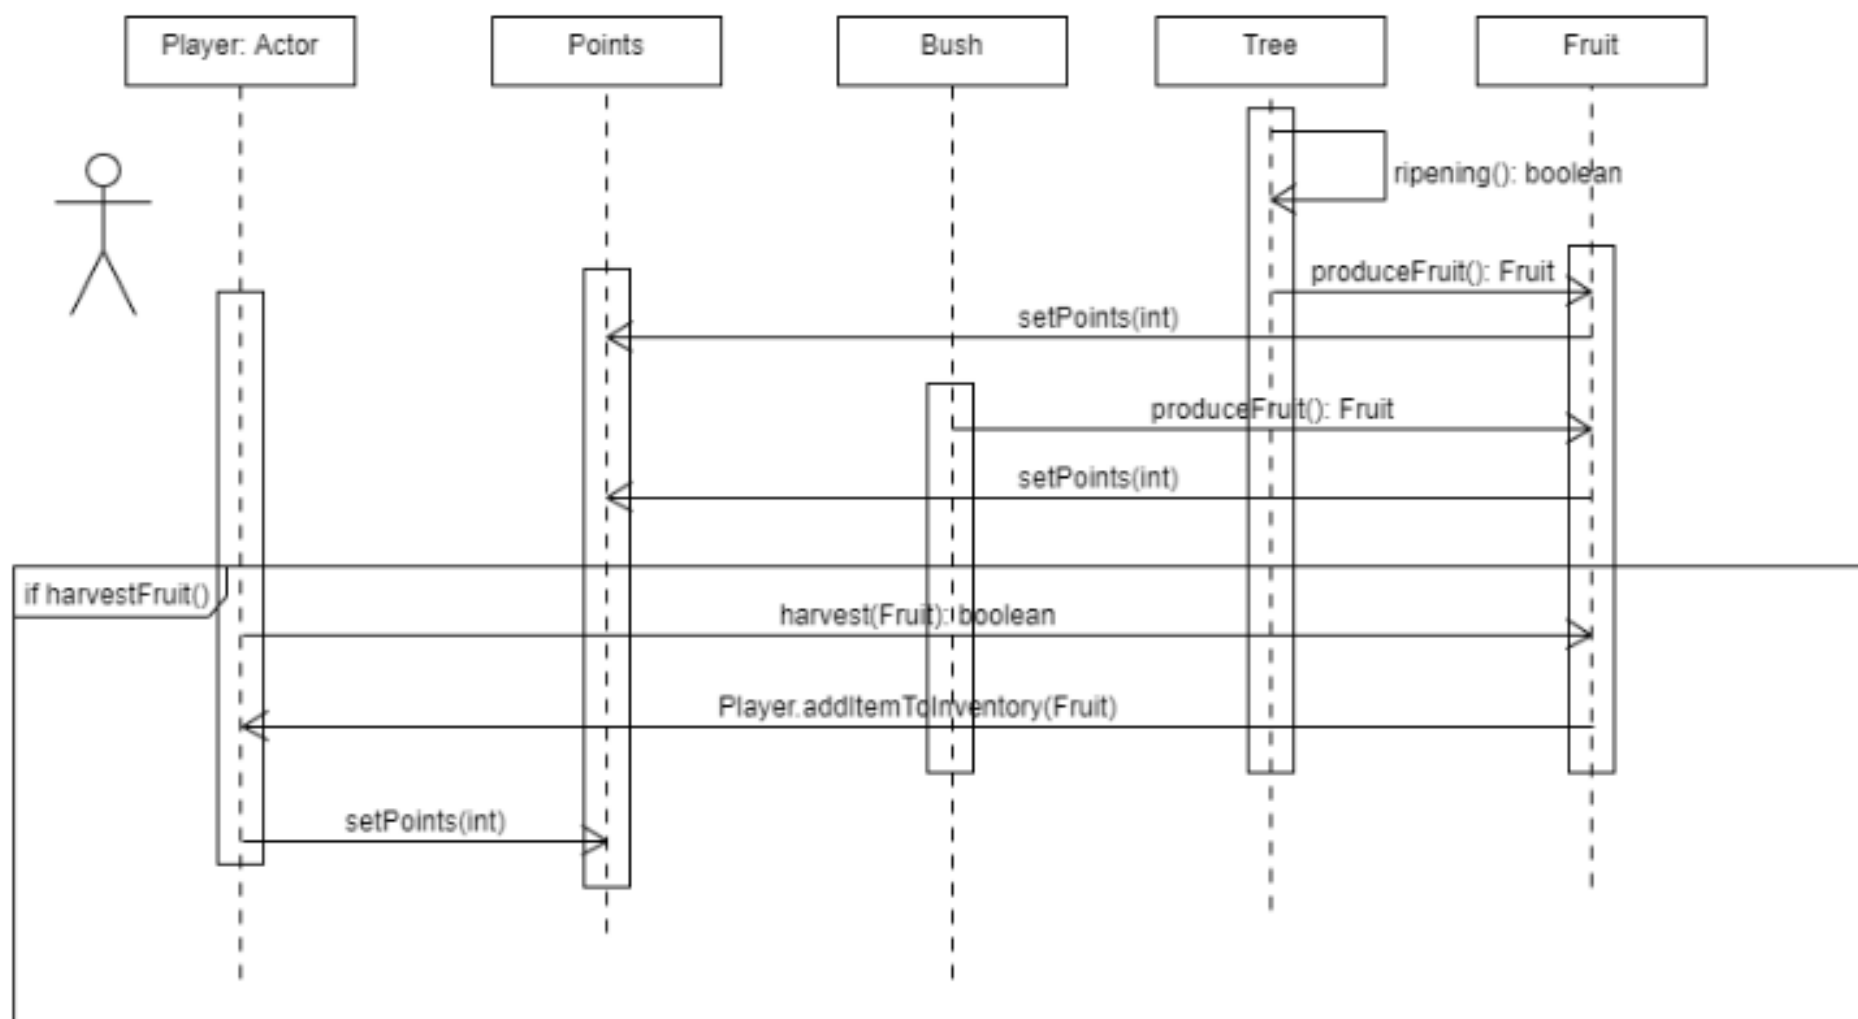 Player: Actor
Points
Bush
Tree
Fruit
ripening(): boolean
produceFruit(): Fruit
setPoints(int)
produceFruit(): Fruit
setPoints(int)
if harvestFruit()
harvest(Fruit): boolean
Player.addItemToInventory(Fruit)
setPoints(int)